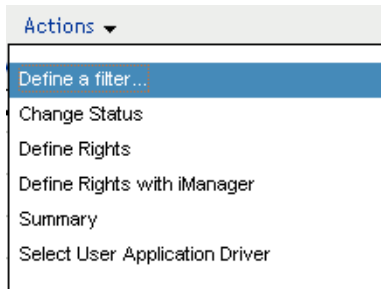 Actions
Define a filter...
Change Status
Define Rights
Define Rights with iManager
Summary
Select User Application Driver